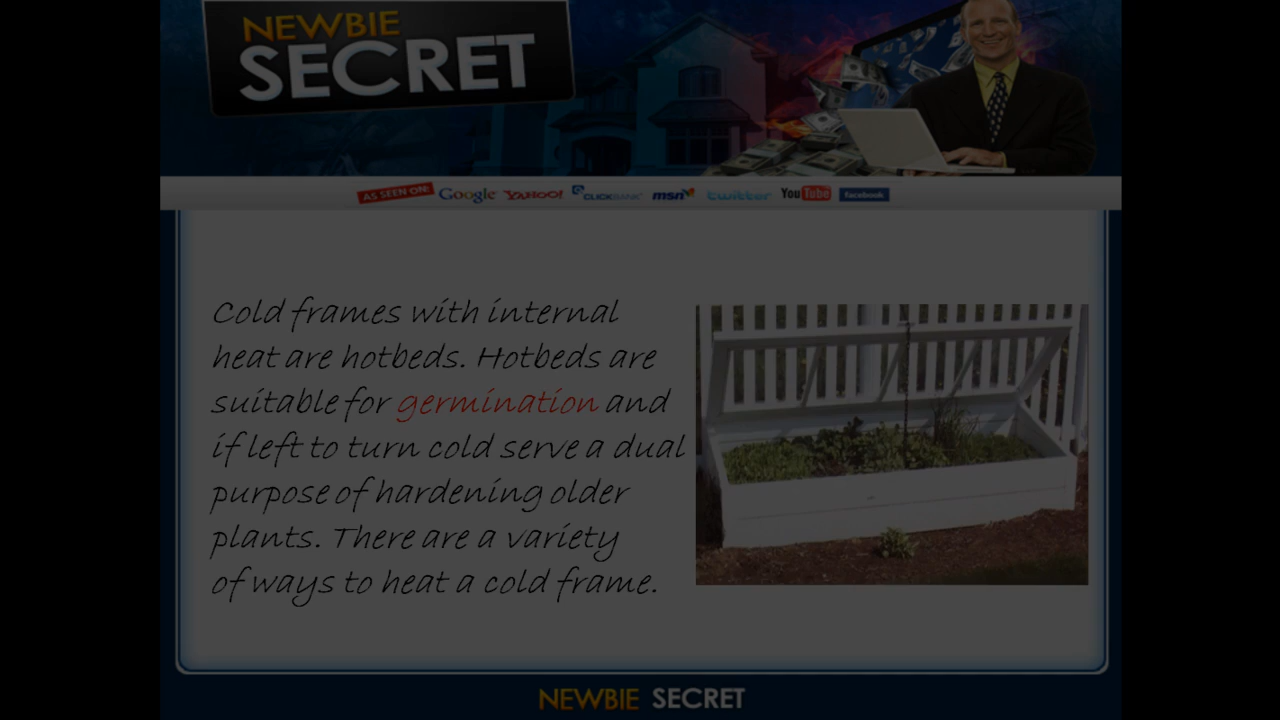 NEWBIE
SECRET
AS SEEN ON: Google YAHOO! CLICKBANK msn twitter YouTube facebook
Cold frames with internal
heat are hotbeds. Hotbeds are
suitable for germination and
if left to turn cold serve a dual
purpose of hardening older
plants. There are a variety
of ways to heat a cold frame.
NEWBIE SECRET